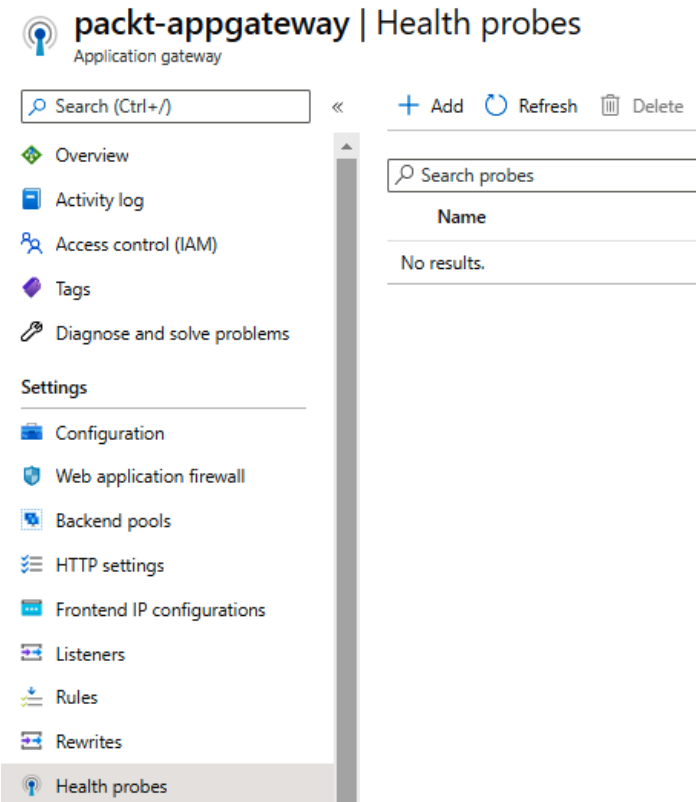 packt-appgateway | Health probes
Application gateway
Search (Ctrl+/)
«
Add Refresh Delete
Overview
Activity log
Access control (IAM)
Tags
Diagnose and solve problems
Settings
Configuration
Web application firewall
Backend pools
HTTP settings
Frontend IP configurations
Listeners
Rules
Rewrites
Health probes
Search probes
Name
No results.